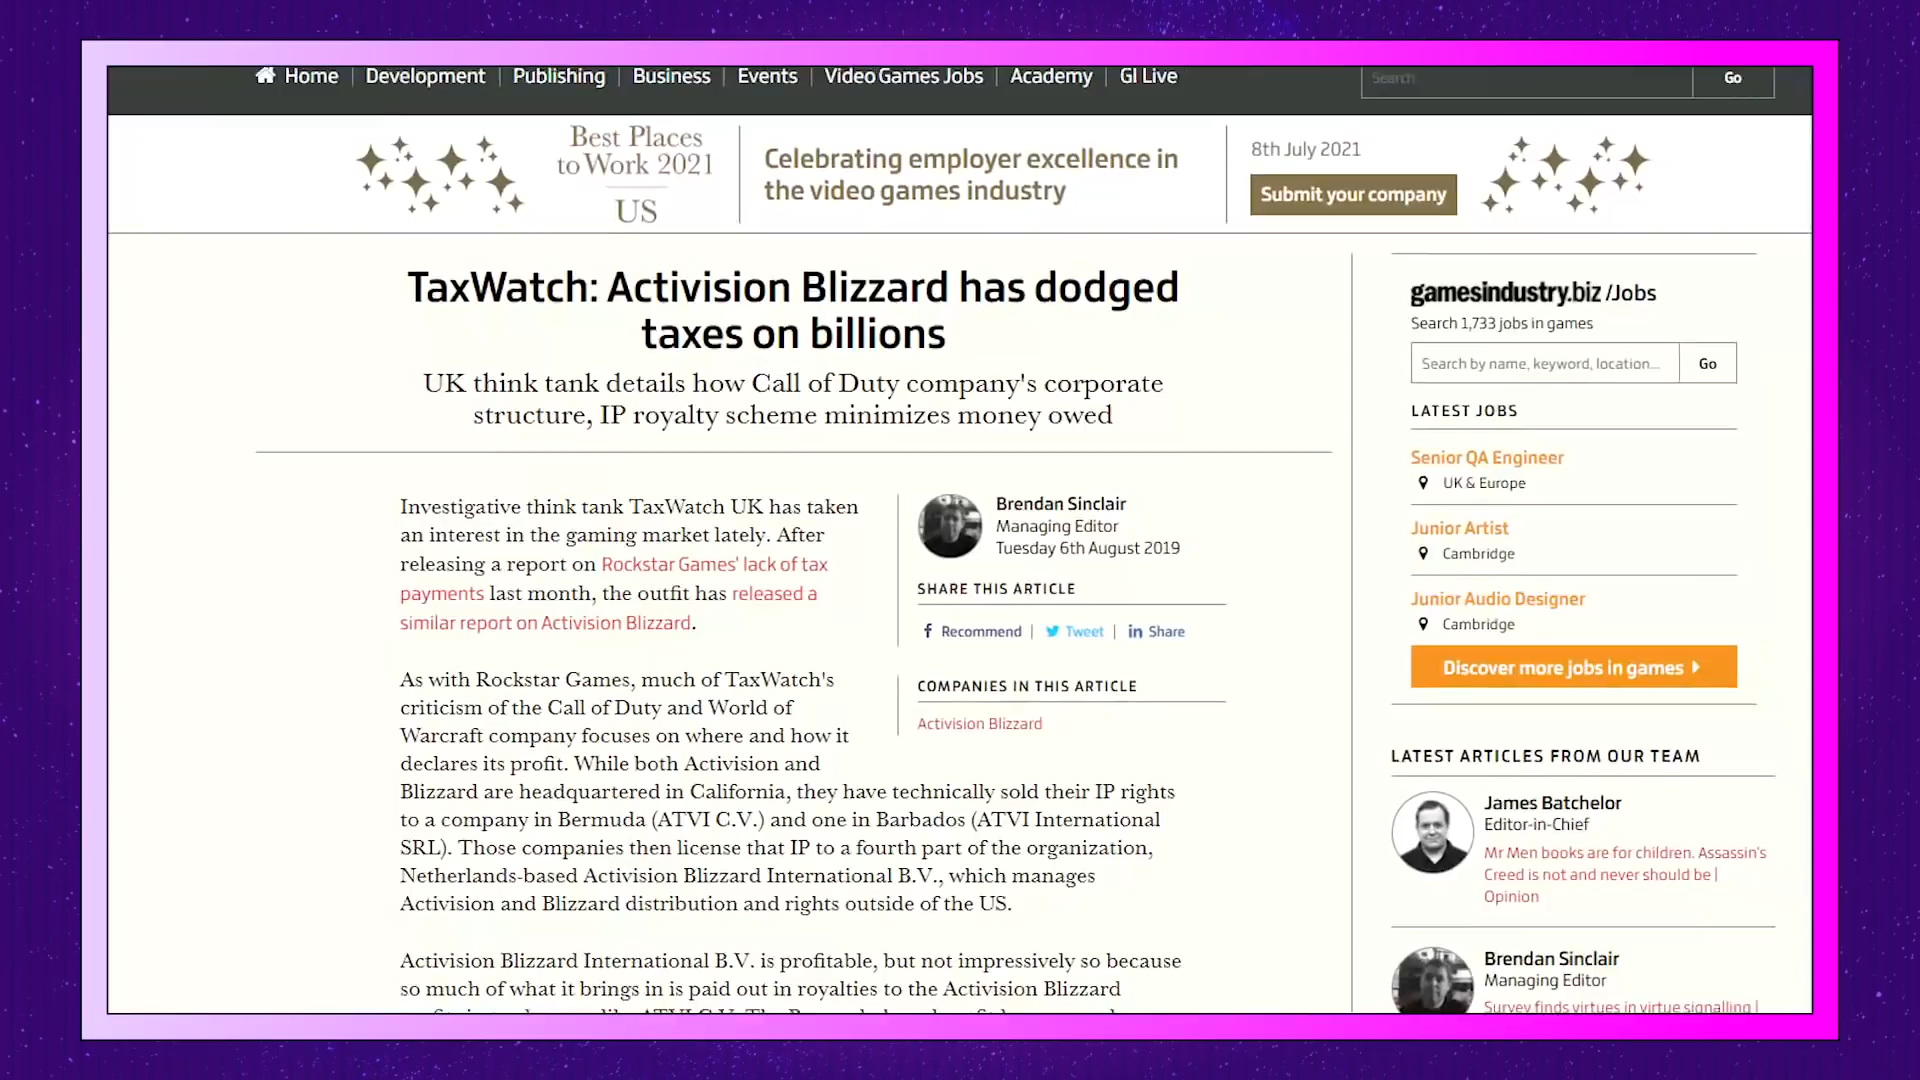 Home
Development
Publishing
Business
Events
Video Games Jobs
Academy
GI Live
Search
Go
Best Places
to Work 2021
US
Celebrating employer excellence in
the video games industry
8th July 2021
Submit your company
TaxWatch: Activision Blizzard has dodged
taxes on billions
UK think tank details how Call of Duty company's corporate
structure, IP royalty scheme minimizes money owed
Investigative think tank TaxWatch UK has taken
an interest in the gaming market lately. After
releasing a report on Rockstar Games' lack of tax
payments last month, the outfit has released a
similar report on Activision Blizzard.
As with Rockstar Games, much of TaxWatch's
criticism of the Call of Duty and World of
Warcraft company focuses on where and how it
declares its profit. While both Activision and
Blizzard are headquartered in California, they have technically sold their IP rights
to a company in Bermuda (ATVI C.V.) and one in Barbados (ATVI International
SRL). Those companies then license that IP to a fourth part of the organization,
Netherlands-based Activision Blizzard International B.V., which manages
Activision and Blizzard distribution and rights outside of the US.
Activision Blizzard International B.V. is profitable, but not impressively so because
so much of what it brings in is paid out in royalties to the Activision Blizzard
Brendan Sinclair
Managing Editor
Tuesday 6th August 2019
SHARE THIS ARTICLE
Recommend
Tweet
Share
COMPANIES IN THIS ARTICLE
Activision Blizzard
gamesindustry.biz /Jobs
Search 1,733 jobs in games
Search by name, keyword, location...
Go
LATEST JOBS
Senior QA Engineer
UK & Europe
Junior Artist
Cambridge
Junior Audio Designer
Cambridge
Discover more jobs in games
LATEST ARTICLES FROM OUR TEAM
James Batchelor
Editor-in-Chief
Mr Men books are for children. Assassin's
Creed is not and never should be |
Opinion
Brendan Sinclair
Managing Editor
Survey finds virtues in virtue signalling |